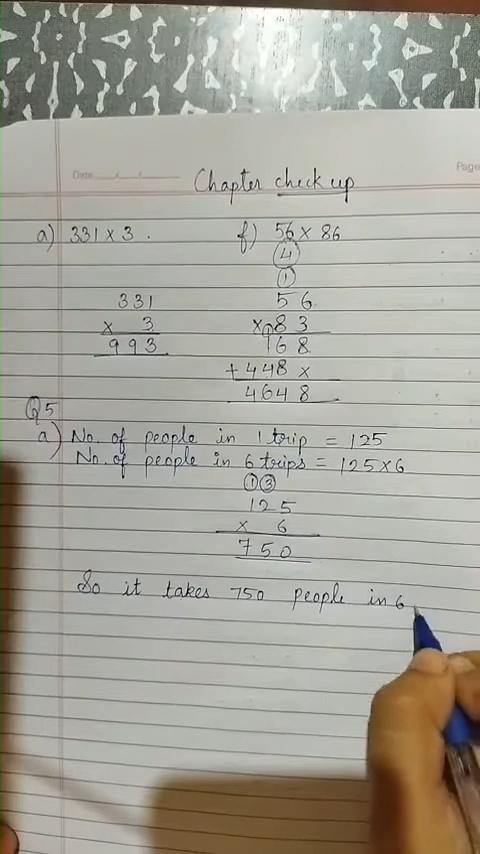 Date
Page
Chapter check up
a) 331 x 3 .
f) 56 x 86
4
1
331
x 3
993
56
x 83
1
168
+ 448 x
4648
Q5
a) No. of people in 1 trip = 125
No. of people in 6 trips = 125 x 6
1 3
125
x 6
750
So it takes 750 people in 6